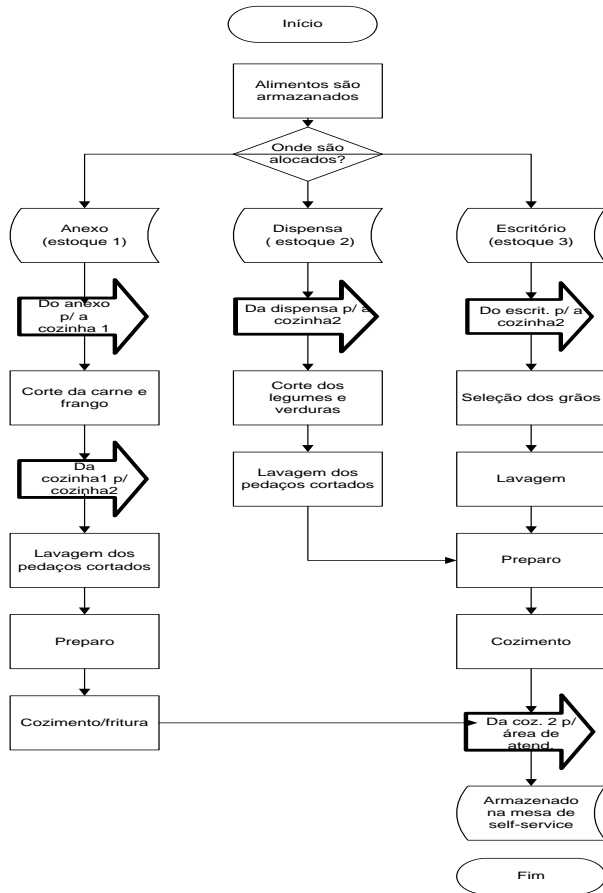 Início
Alimentos são
armazanados
Onde são
alocados?
Anexo
(estoque 1)
Dispensa
( estoque 2)
Escritório
(estoque 3)
Do anexo
p/ a
cozinha 1
Da dispensa p/ a
cozinha2
Do escrit. p/ a
cozinha2
Corte da carne e
frango
Corte dos
legumes e
verduras
Seleção dos grãos
Da
cozinha1 p/
cozinha2
Lavagem dos
pedaços cortados
Lavagem
Lavagem dos
pedaços cortados
Preparo
Preparo
Cozimento
Cozimento/fritura
Da coz. 2 p/
área de
atend.
Armazenado
na mesa de
self-service
Fim